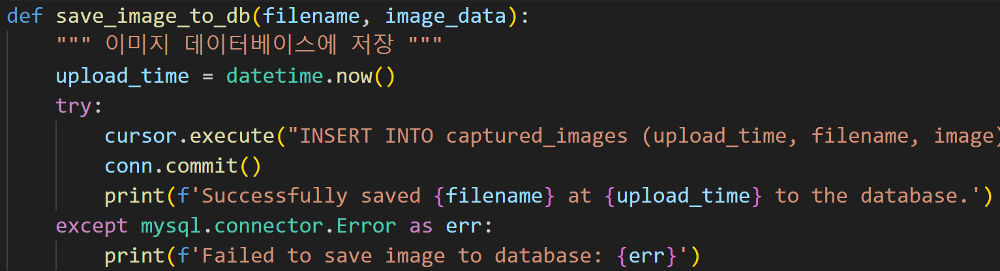 def save_image_to_db(filename, image_data):
    """ 이미지 데이터베이스에 저장 """
    upload_time = datetime.now()
    try:
        cursor.execute("INSERT INTO captured_images (upload_time, filename, image)
        conn.commit()
        print(f'Successfully saved {filename} at {upload_time} to the database.')
    except mysql.connector.Error as err:
        print(f'Failed to save image to database: {err}')